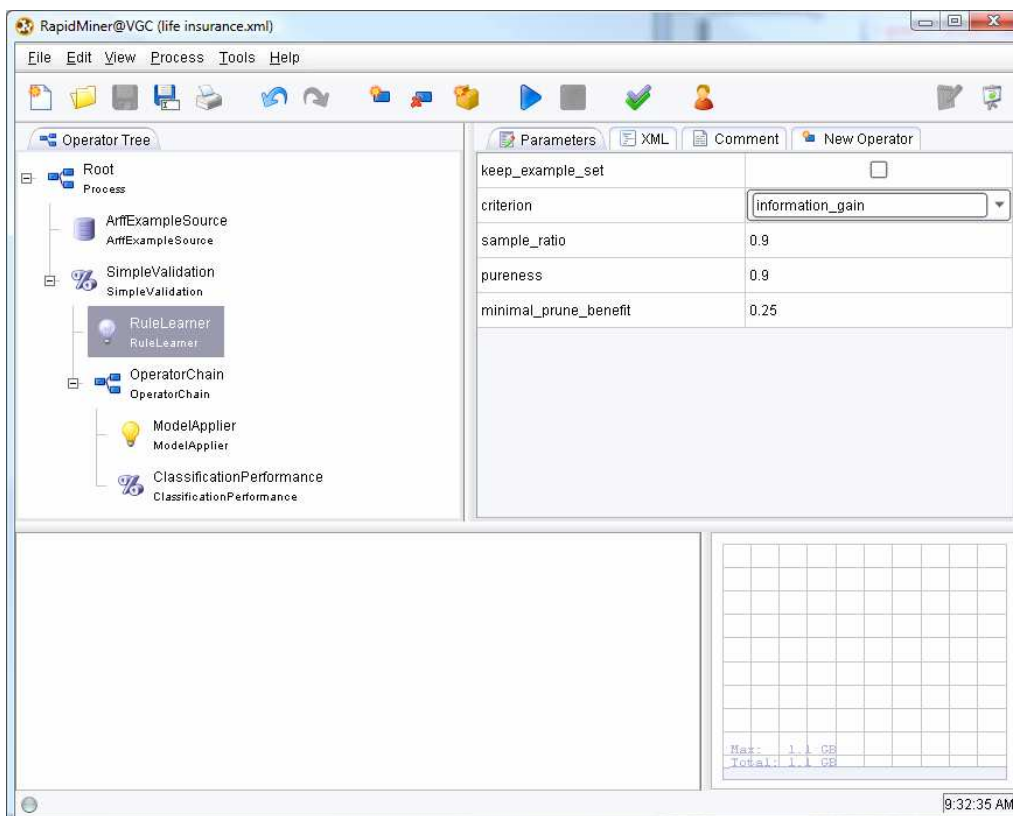 RapidMiner@VGC (life insurance.xml)
File Edit View Process Tools Help
Operator Tree
Root
Process
ArffExampleSource
ArffExampleSource
SimpleValidation
SimpleValidation
RuleLearner
RuleLearner
OperatorChain
OperatorChain
ModelApplier
ModelApplier
ClassificationPerformance
ClassificationPerformance
Parameters XML Comment New Operator
keep_example_set
criterion information_gain
sample_ratio 0.9
pureness 0.9
minimal_prune_benefit 0.25
Max: 1.1 GB
Total: 1.1 GB
9:32:35 AM